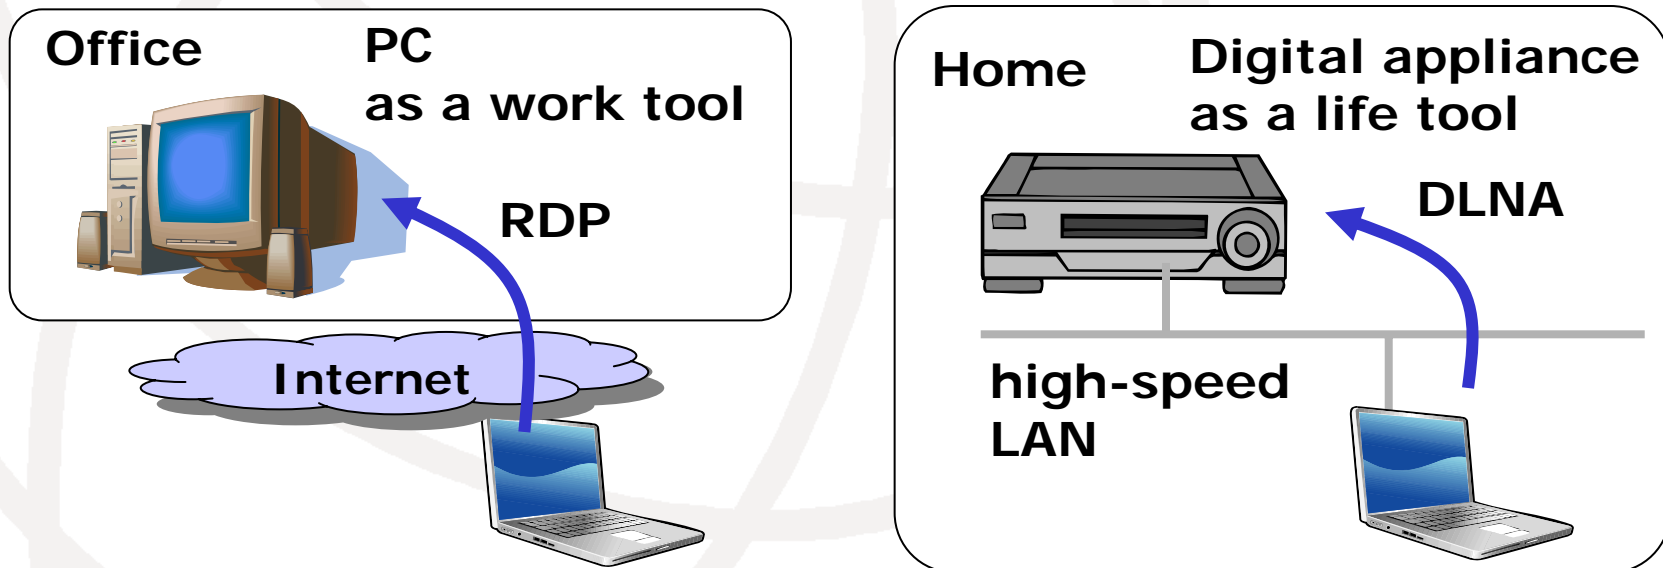 Office
PC
as a work tool
RDP
Internet
Home
Digital appliance
as a life tool
DLNA
high-speed
LAN